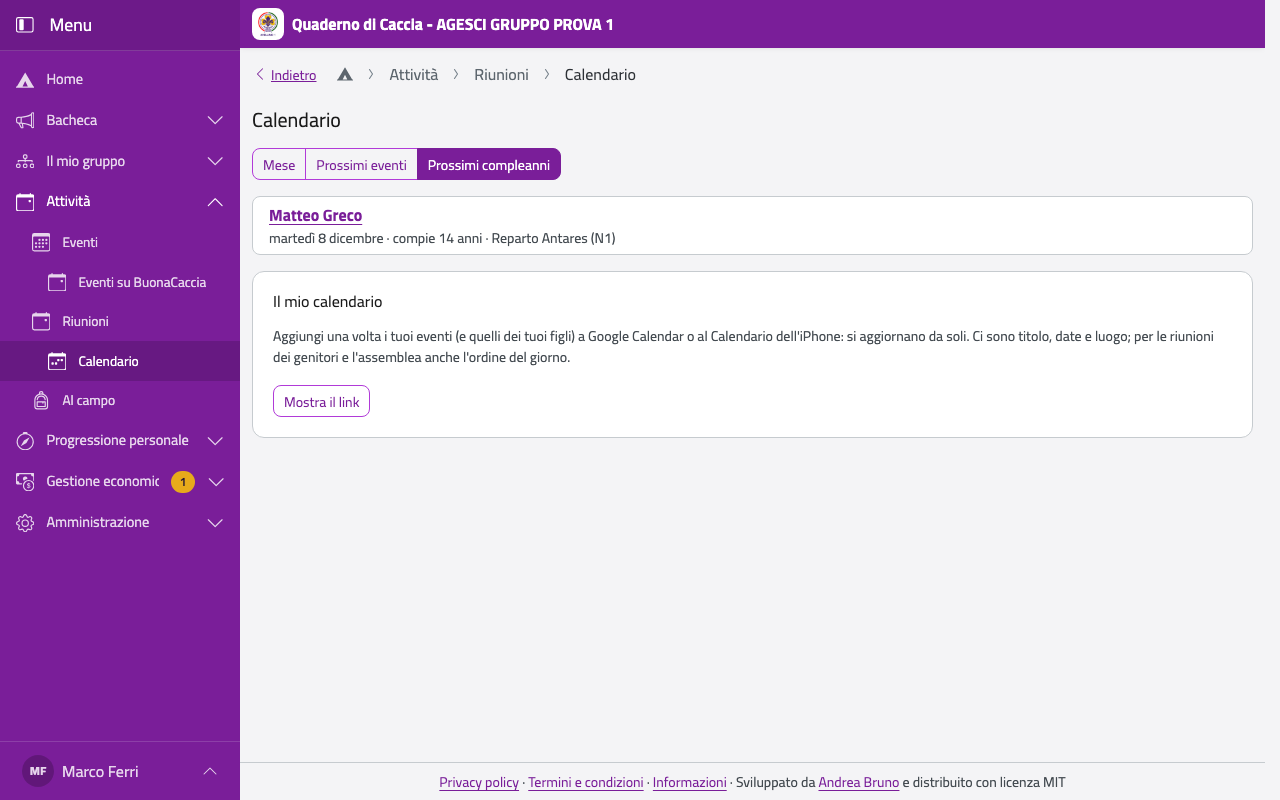 Menu
Quaderno di Caccia - AGESCI GRUPPO PROVA 1
Home
Bacheca
Il mio gruppo
Attività
Eventi
Eventi su BuonaCaccia
Riunioni
Calendario
Al campo
Progressione personale
Gestione economic
1
Amministrazione
MF
Marco Ferri
Indietro
Attività
Riunioni
Calendario
Calendario
Mese
Prossimi eventi
Prossimi compleanni
Matteo Greco
martedì 8 dicembre · compie 14 anni · Reparto Antares (N1)
Il mio calendario
Aggiungi una volta i tuoi eventi (e quelli dei tuoi figli) a Google Calendar o al Calendario dell'iPhone: si aggiornano da soli. Ci sono titolo, date e luogo; per le riunioni
dei genitori e l'assemblea anche l'ordine del giorno.
Mostra il link
Privacy policy · Termini e condizioni · Informazioni · Sviluppato da Andrea Bruno e distribuito con licenza MIT